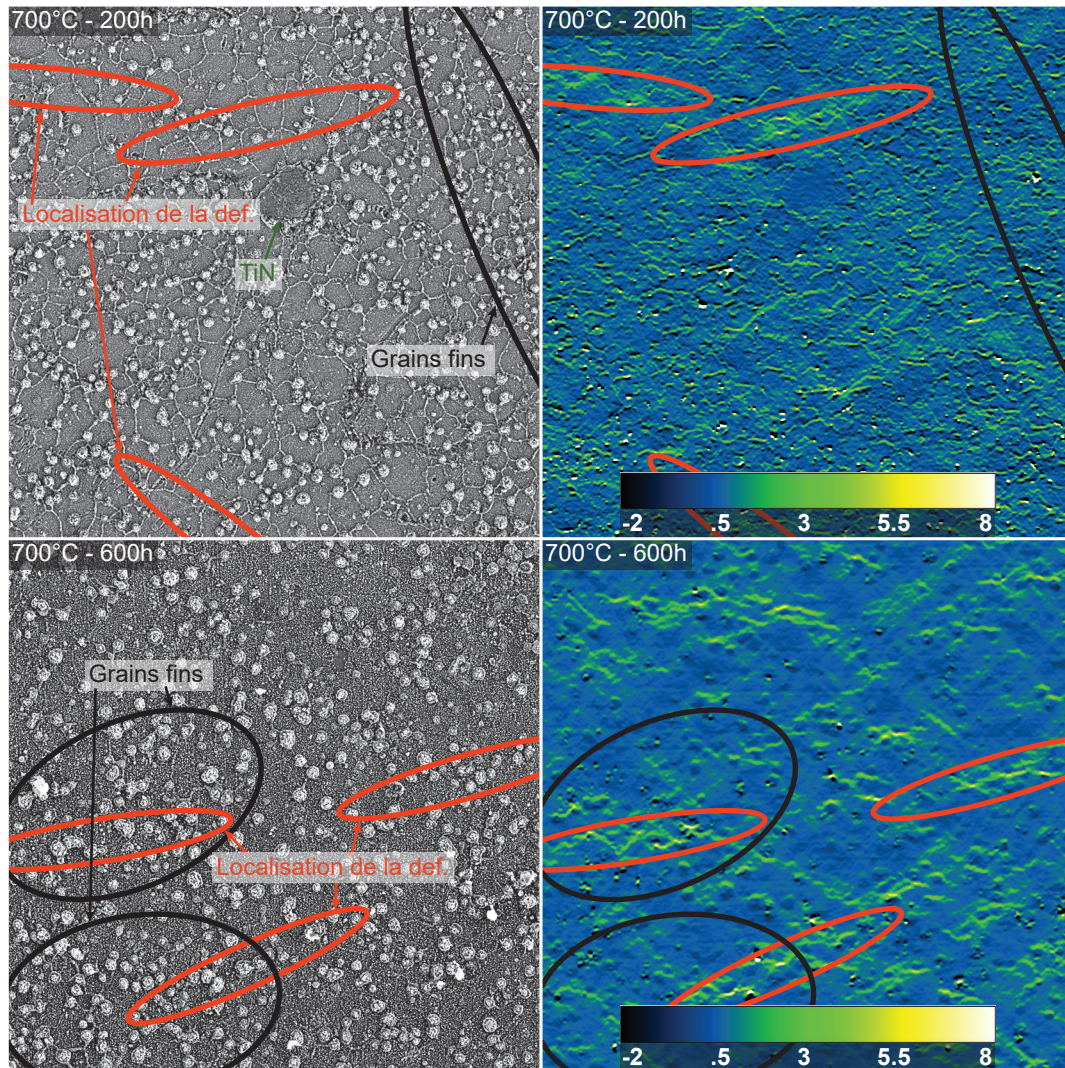 700°C - 200h
700°C - 200h
Localisation de la def.
TiN
Grains fins
-2 .5 3 5.5 8
700°C - 600h
700°C - 600h
Grains fins
Localisation de la def.
-2 .5 3 5.5 8